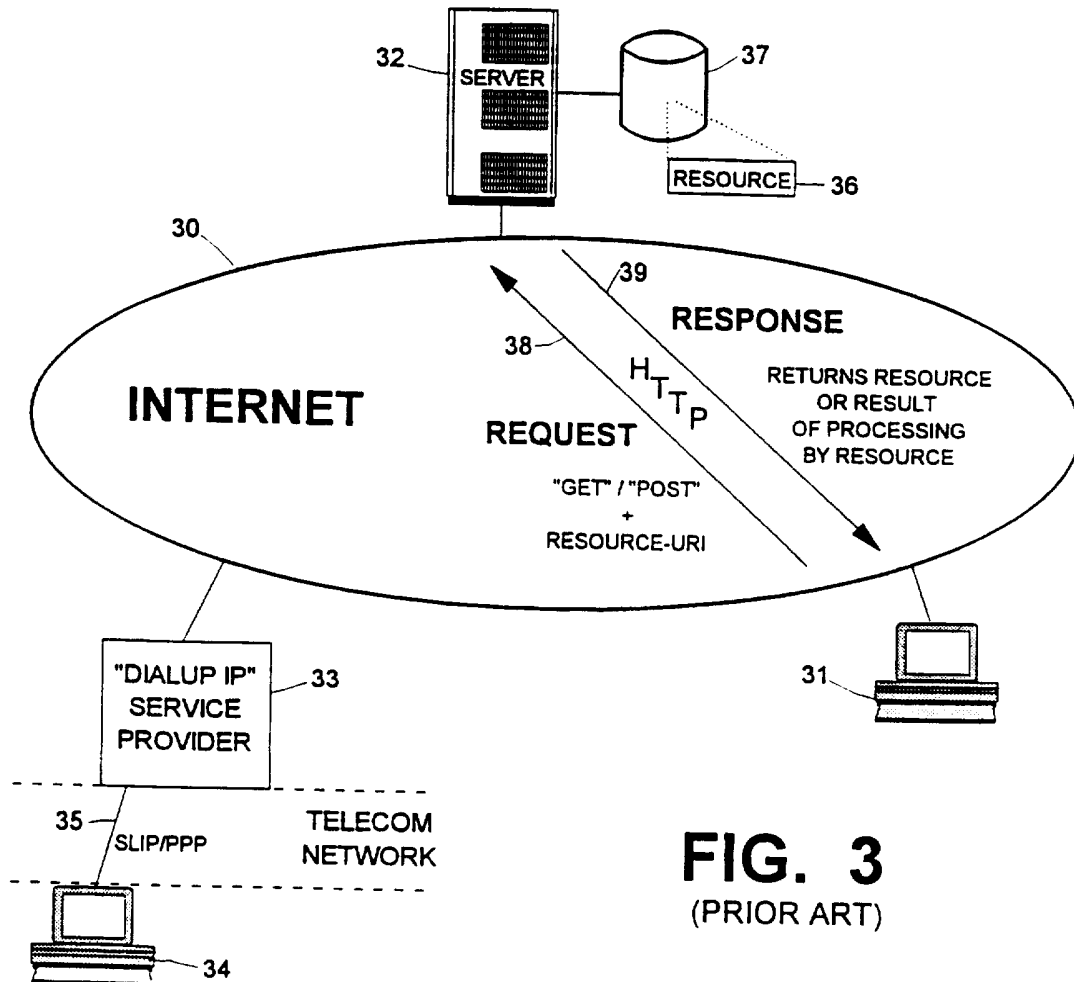 32
SERVER
37
RESOURCE
36
30
39
RESPONSE
38
HTTP
RETURNS RESOURCE
OR RESULT
OF PROCESSING
BY RESOURCE
INTERNET
REQUEST
"GET" / "POST"
+
RESOURCE-URI
"DIALUP IP"
SERVICE
PROVIDER
33
31
35
SLIP/PPP
TELECOM
NETWORK
34
FIG. 3
(PRIOR ART)